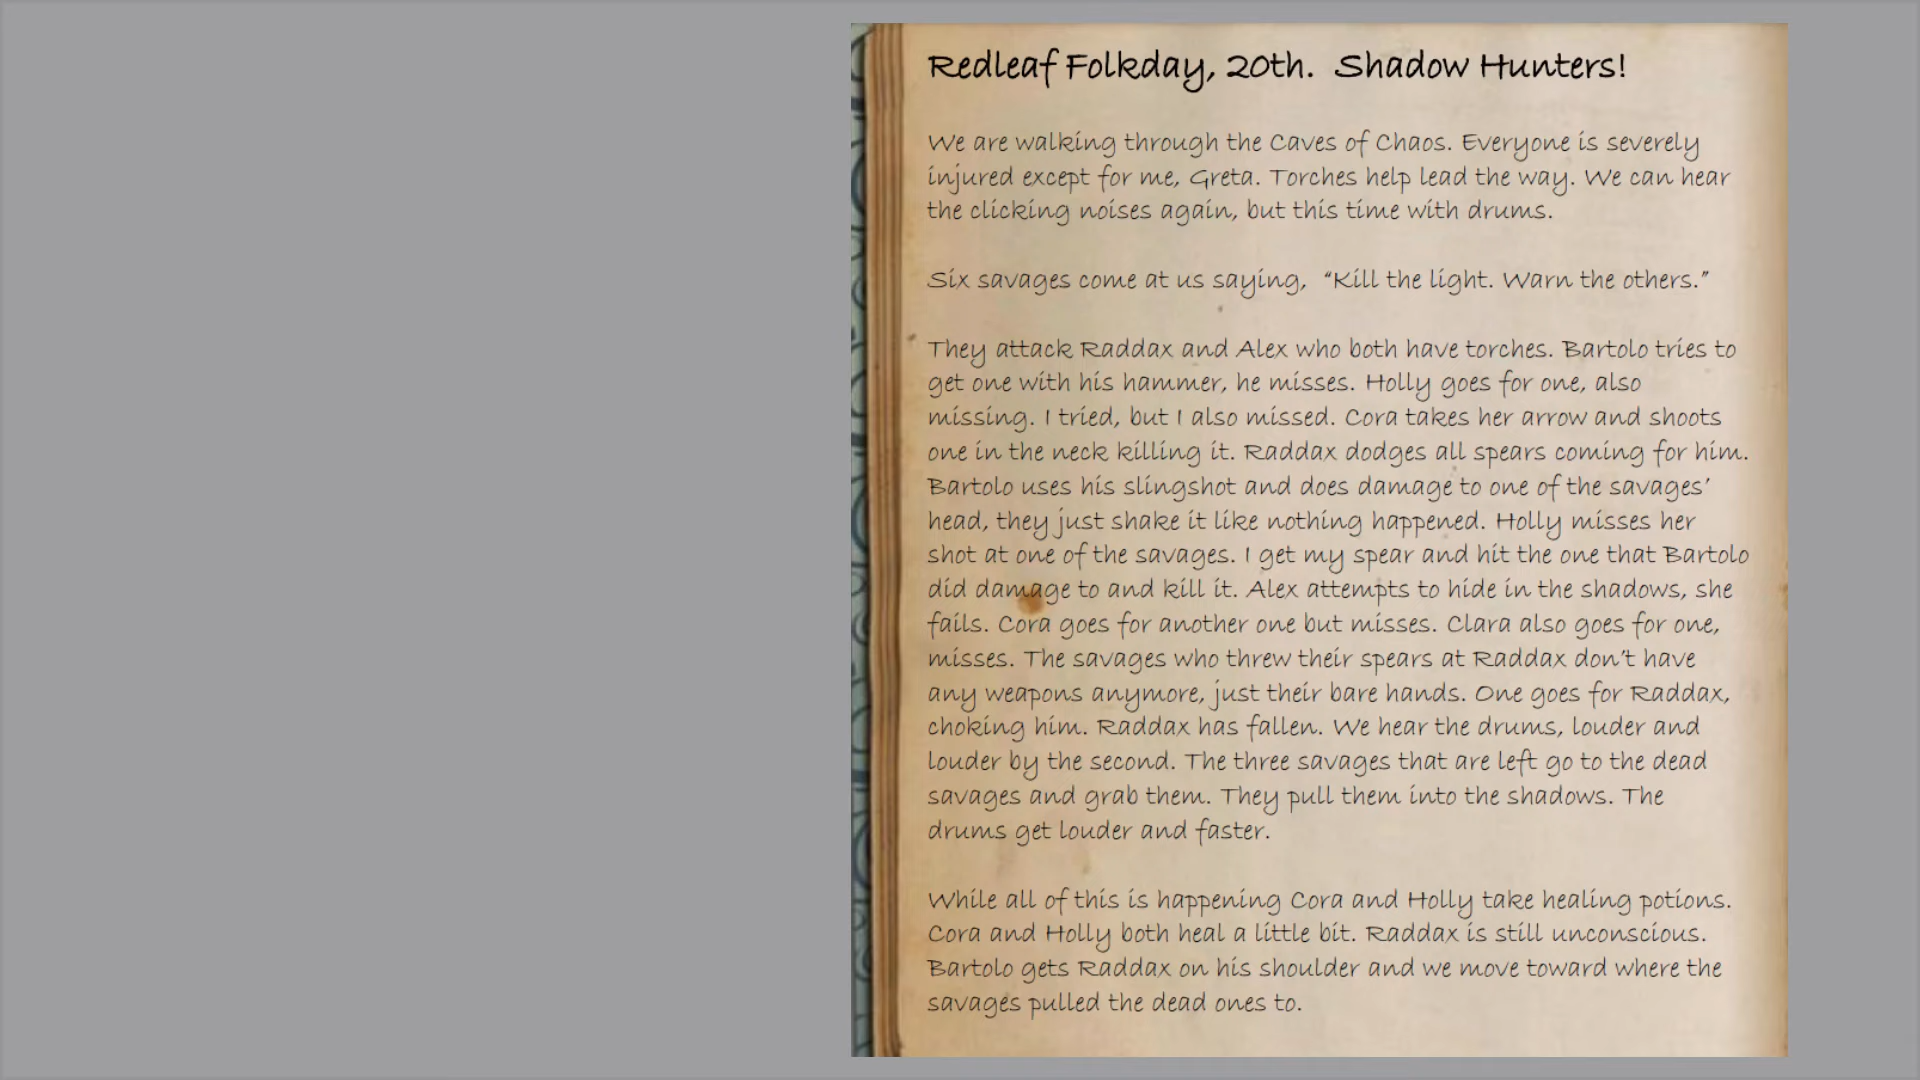 Redleaf Folkday, 20th. Shadow Hunters!
We are walking through the Caves of Chaos. Everyone is severely
injured except for me, Greta. Torches help lead the way. We can hear
the clicking noises again, but this time with drums.
Six savages come at us saying, “Kill the light. Warn the others.”
They attack Raddax and Alex who both have torches. Bartolo tries to
get one with his hammer, he misses. Holly goes for one, also
missing. I tried, but I also missed. Cora takes her arrow and shoots
one in the neck killing it. Raddax dodges all spears coming for him.
Bartolo uses his slingshot and does damage to one of the savages’
head, they just shake it like nothing happened. Holly misses her
shot at one of the savages. I get my spear and hit the one that Bartolo
did damage to and kill it. Alex attempts to hide in the shadows, she
fails. Cora goes for another one but misses. Clara also goes for one,
misses. The savages who threw their spears at Raddax don’t have
any weapons anymore, just their bare hands. One goes for Raddax,
choking him. Raddax has fallen. We hear the drums, louder and
louder by the second. The three savages that are left go to the dead
savages and grab them. They pull them into the shadows. The
drums get louder and faster.
While all of this is happening Cora and Holly take healing potions.
Cora and Holly both heal a little bit. Raddax is still unconscious.
Bartolo gets Raddax on his shoulder and we move toward where the
savages pulled the dead ones to.